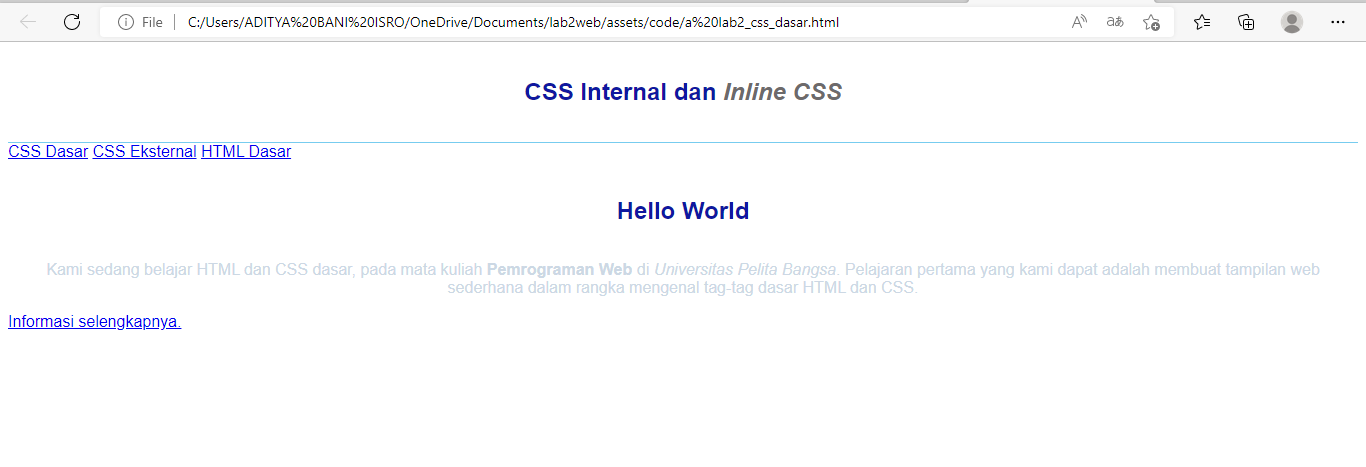 File C:/Users/ADITYA%20BANI%20ISRO/OneDrive/Documents/lab2web/assets/code/a%20lab2_css_dasar.html
CSS Internal dan Inline CSS
CSS Dasar CSS Eksternal HTML Dasar
Hello World
Kami sedang belajar HTML dan CSS dasar, pada mata kuliah Pemrograman Web di Universitas Pelita Bangsa. Pelajaran pertama yang kami dapat adalah membuat tampilan web
sederhana dalam rangka mengenal tag-tag dasar HTML dan CSS.
Informasi selengkapnya.